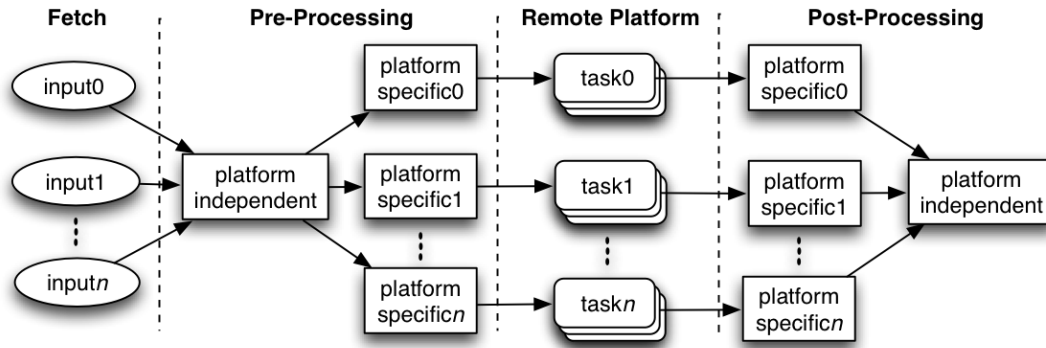 Fetch
Pre-Processing
Remote Platform
Post-Processing
input0
input1
inputn
platform
independent
platform
specific0
platform
specific1
platform
specificn
task0
task1
taskn
platform
specific0
platform
specific1
platform
specificn
platform
independent